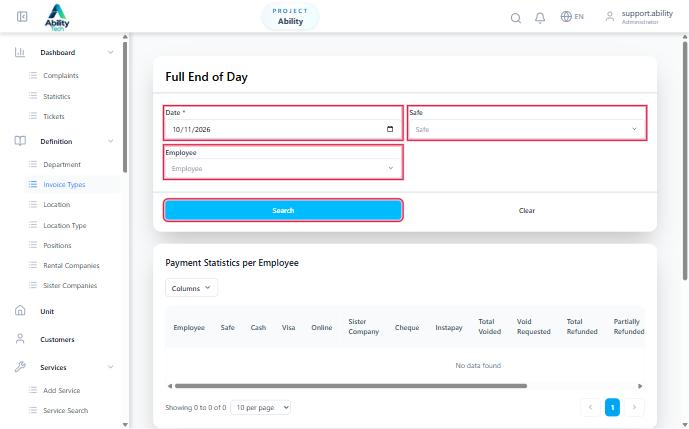 Ability
Tech
PROJECT
Ability
EN
support.ability
Administrator
Dashboard
Complaints
Statistics
Tickets
Definition
Department
Invoice Types
Location
Location Type
Positions
Rental Companies
Sister Companies
Unit
Customers
Services
Add Service
Service Search
Full End of Day
Date *
10/11/2026
Safe
Safe
Employee
Employee
Search
Clear
Payment Statistics per Employee
Columns
Employee Safe Cash Visa Online Sister Company Cheque Instapay Total Voided Void Requested Total Refunded Partially Refunded
No data found
Showing 0 to 0 of 0
10 per page
1